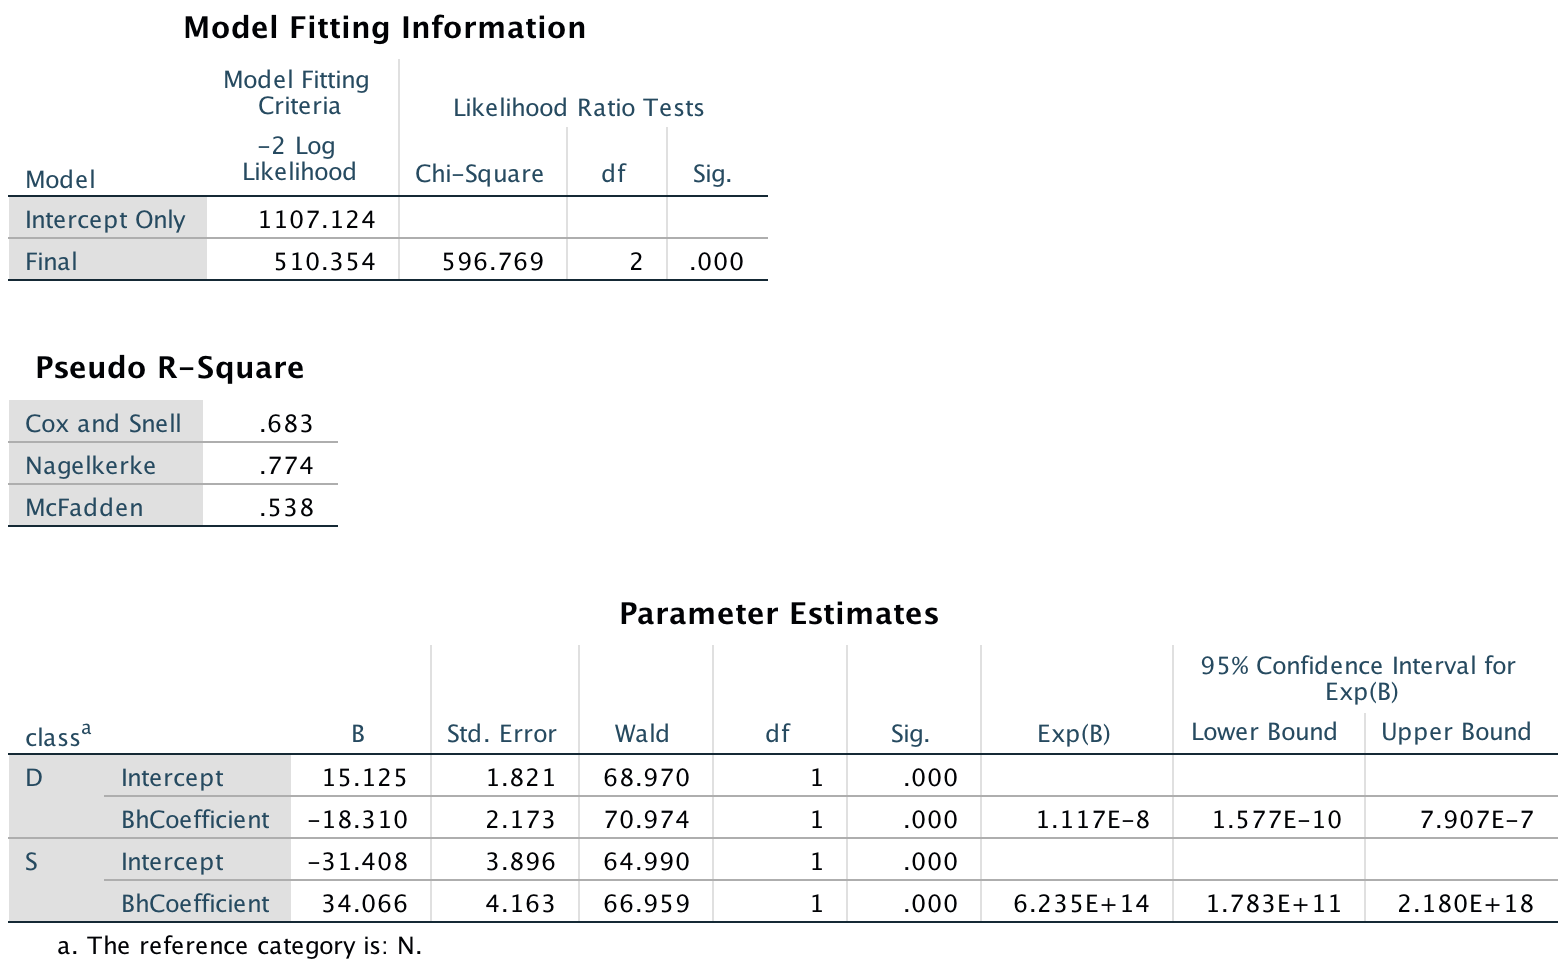 Model Fitting Information
Model Fitting
Criteria
Likelihood Ratio Tests
-2 Log
Likelihood
Model Chi-Square df Sig.
Intercept Only 1107.124
Final 510.354 596.769 2 .000
Pseudo R-Square
Cox and Snell .683
Nagelkerke .774
McFadden .538
Parameter Estimates
95% Confidence Interval for
Exp(B)
class^a B Std. Error Wald df Sig. Exp(B) Lower Bound Upper Bound
D Intercept 15.125 1.821 68.970 1 .000
BhCoefficient -18.310 2.173 70.974 1 .000 1.117E-8 1.577E-10 7.907E-7
S Intercept -31.408 3.896 64.990 1 .000
BhCoefficient 34.066 4.163 66.959 1 .000 6.235E+14 1.783E+11 2.180E+18
a. The reference category is: N.